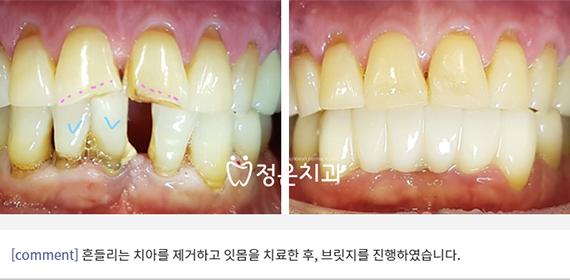 정은치과
[comment] 흔들리는 치아를 제거하고 잇몸을 치료한 후, 브릿지를 진행하였습니다.